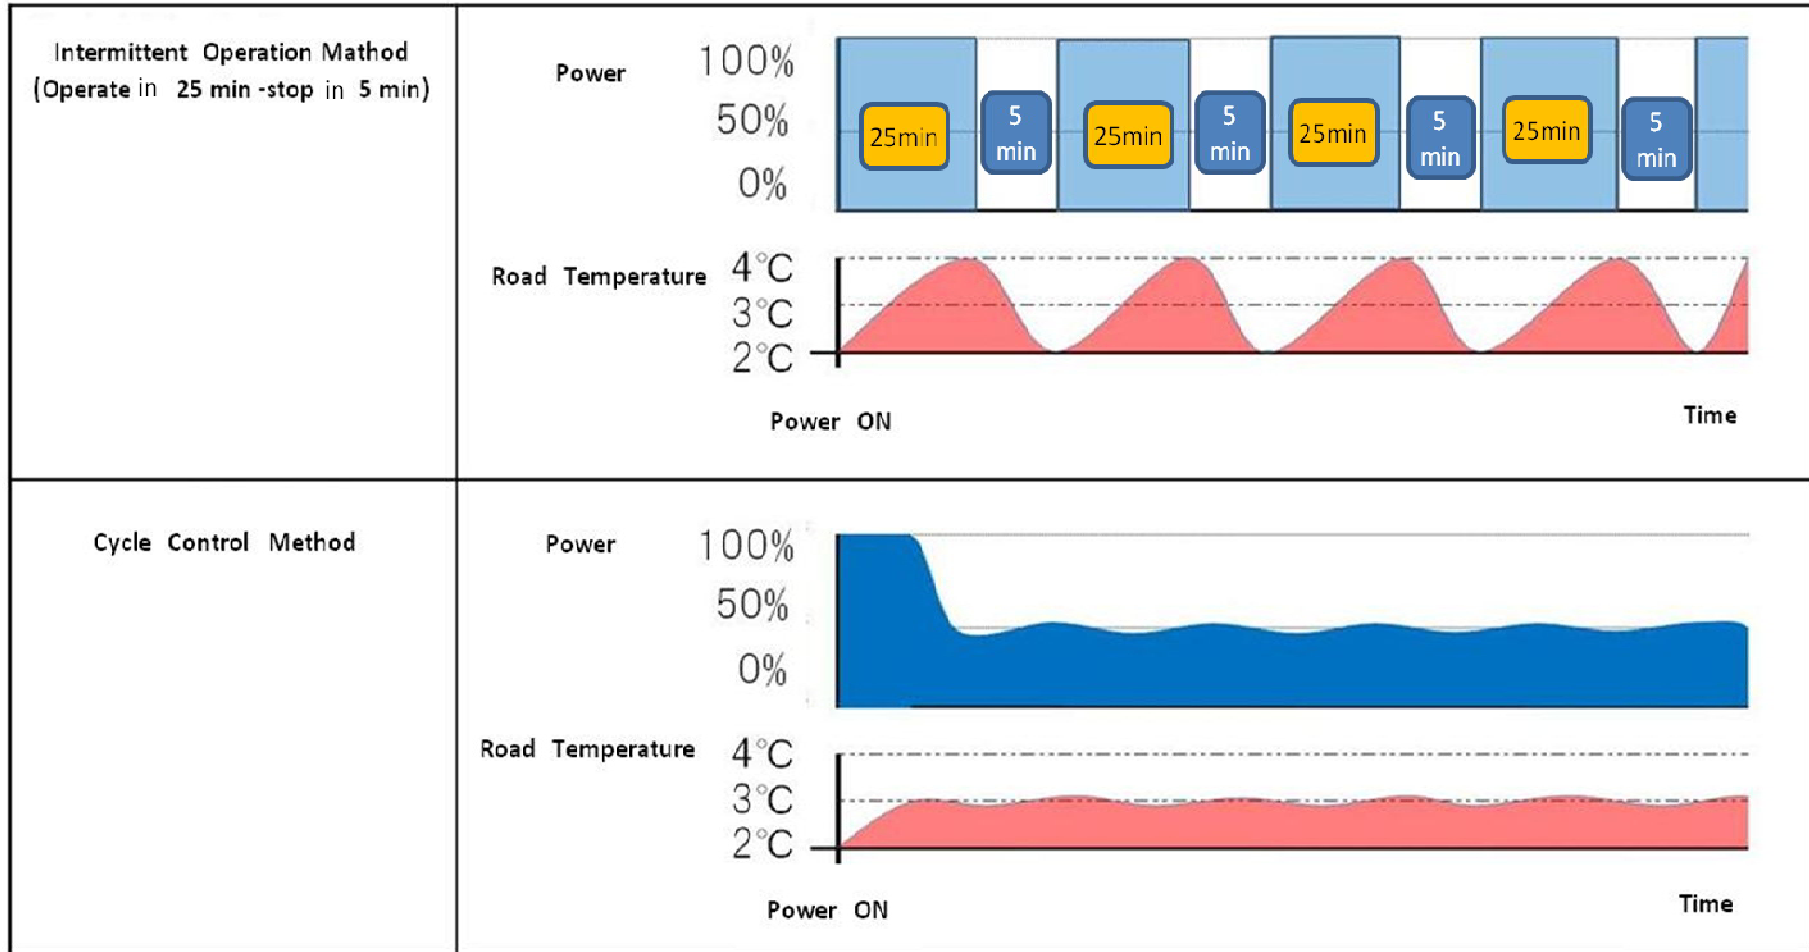 Intermittent Operation Mathod
(Operate in 25 min -stop in 5 min)
Power
100%
50%
0%
25min
5
min
25min
5
min
25min
5
min
25min
5
min
Road Temperature
4℃
3℃
2℃
Power ON
Time
Cycle Control Method
Power
100%
50%
0%
Road Temperature
4℃
3℃
2℃
Power ON
Time